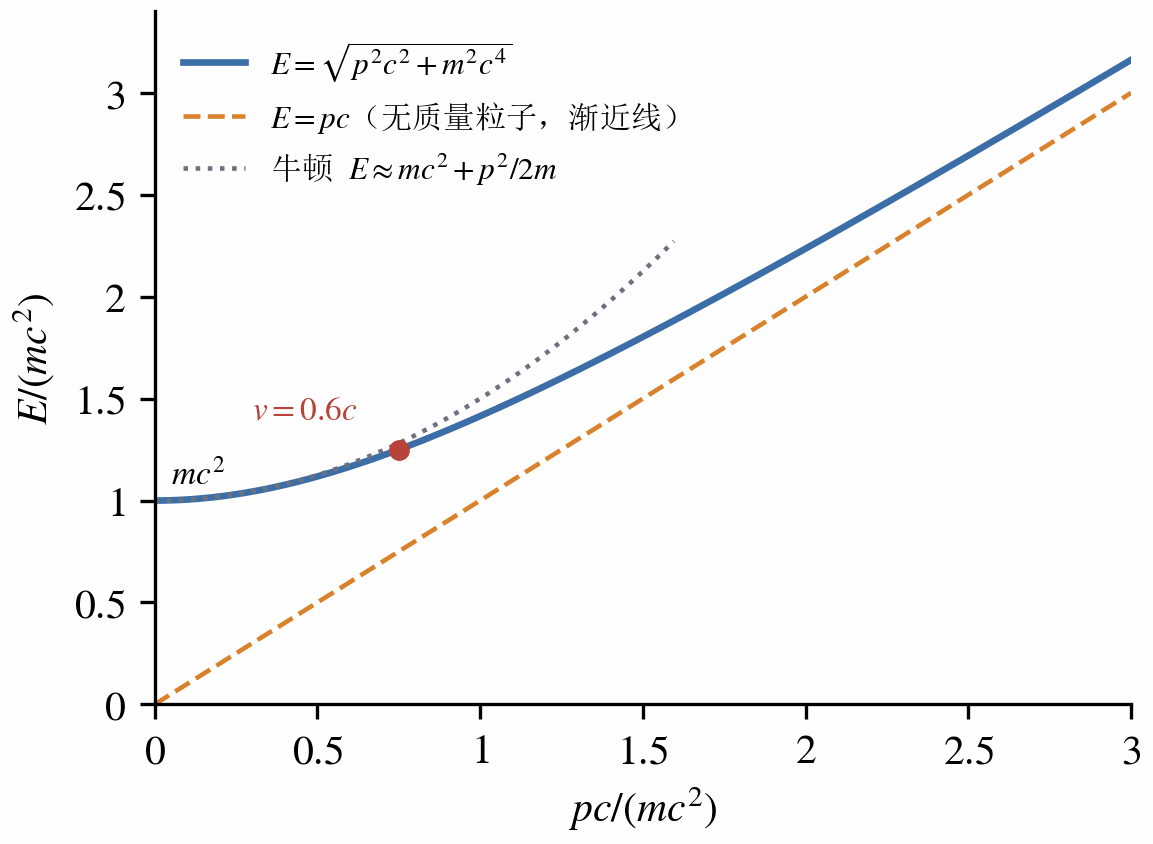 E = √(p²c² + m²c⁴)
E = pc（无质量粒子，渐近线）
牛顿 E ≈ mc² + p²/2m
3
2.5
2
1.5
1
0.5
0
E/(mc²)
v = 0.6c
mc²
0 0.5 1 1.5 2 2.5 3
pc/(mc²)